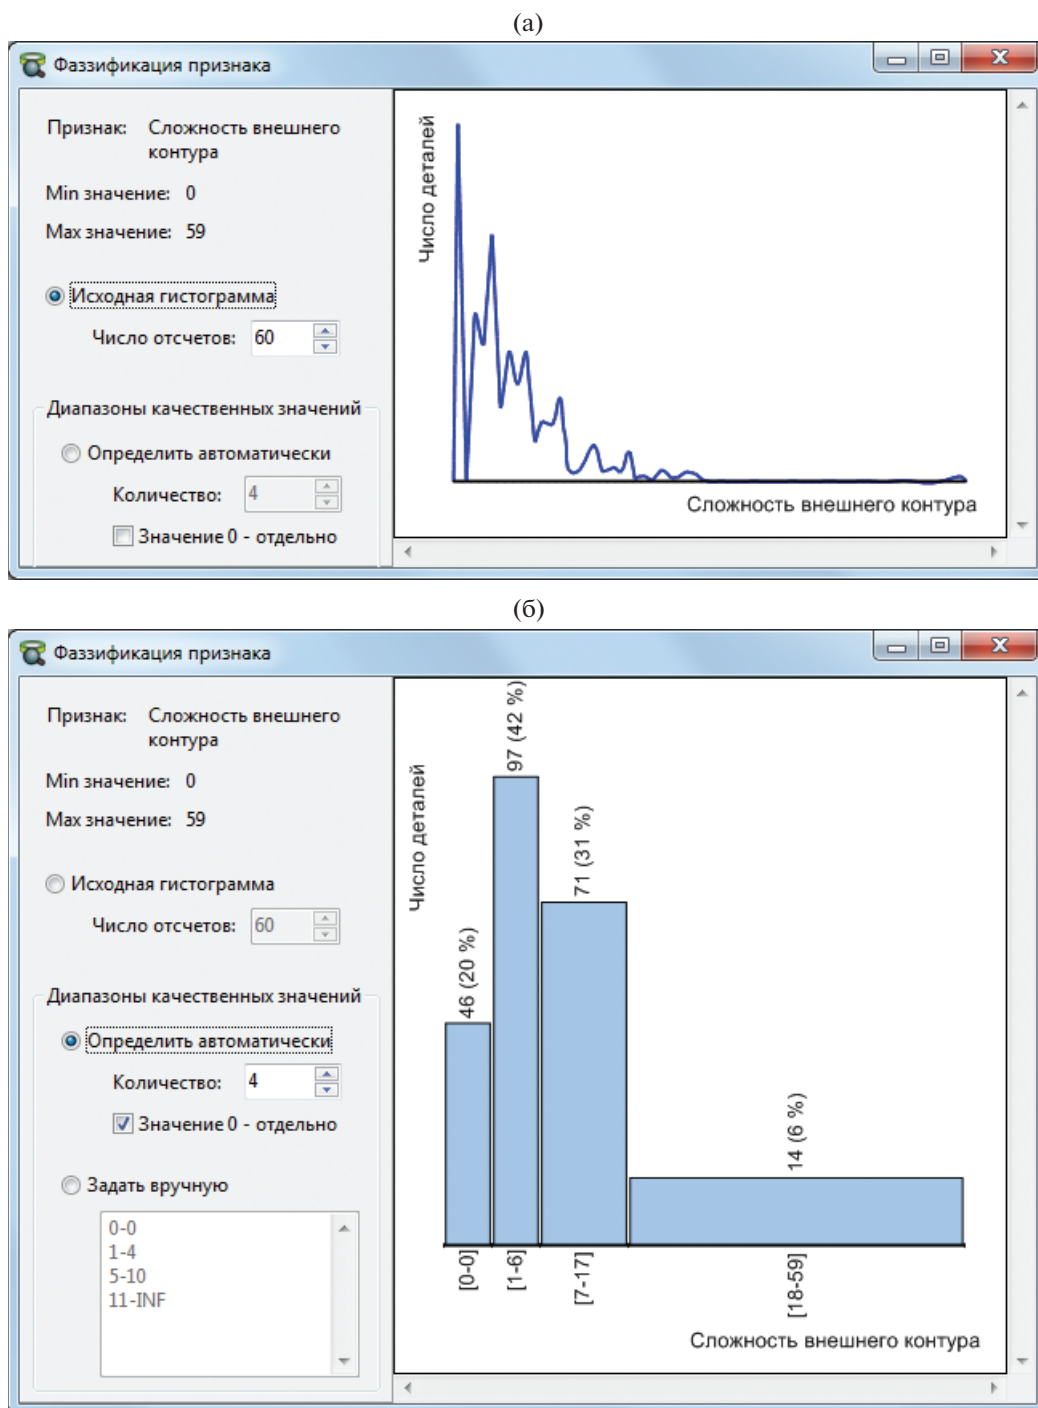 (а)
Фаззификация признака
Признак: Сложность внешнего
контура
Min значение: 0
Max значение: 59
Исходная гистограмма
Число отсчетов: 60
Диапазоны качественных значений
Определить автоматически
Количество: 4
Значение 0 - отдельно
Число деталей
Сложность внешнего контура
(б)
Фаззификация признака
Признак: Сложность внешнего
контура
Min значение: 0
Max значение: 59
Исходная гистограмма
Число отсчетов: 60
Диапазоны качественных значений
Определить автоматически
Количество: 4
Значение 0 - отдельно
Задать вручную
0-0
1-4
5-10
11-INF
Число деталей
46 (20 %)
97 (42 %)
71 (31 %)
14 (6 %)
[0-0]
[1-6]
[7-17]
[18-59]
Сложность внешнего контура